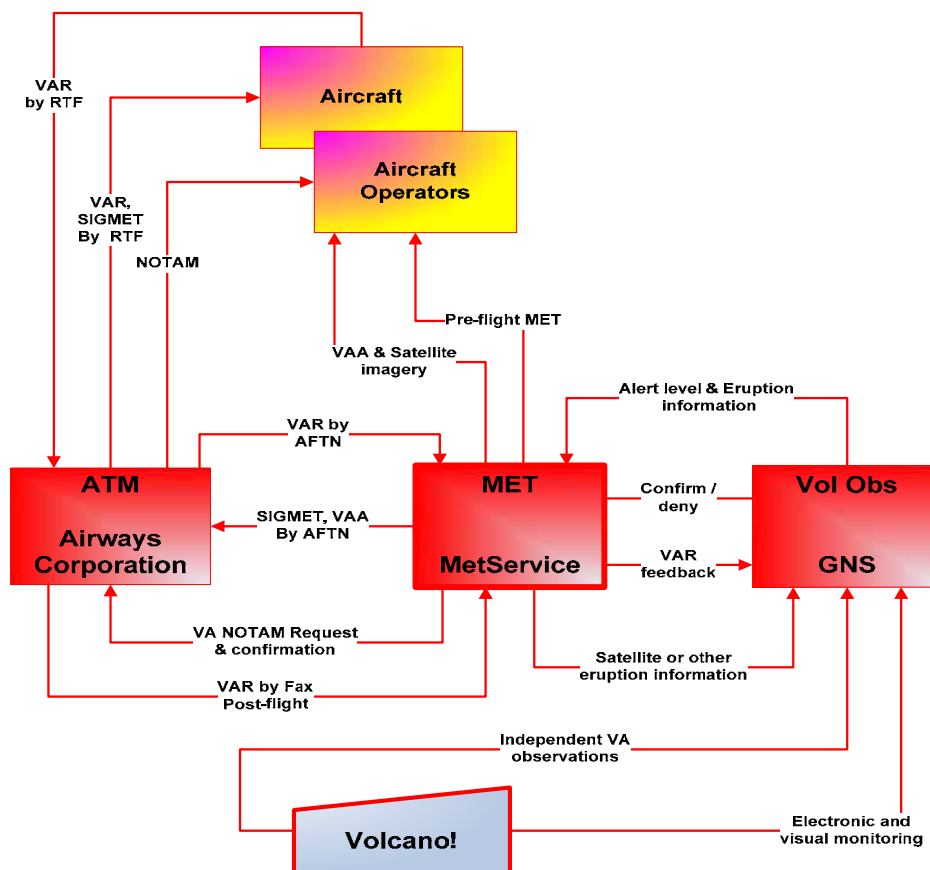 VAR
by RTF
Aircraft
Aircraft
Operators
VAR,
SIGMET
By RTF
NOTAM
Pre-flight MET
VAA & Satellite
imagery
Alert level & Eruption
information
VAR by
AFTN
ATM
Airways
Corporation
SIGMET, VAA
By AFTN
MET
MetService
Confirm /
deny
VAR
feedback
Vol Obs
GNS
VA NOTAM Request
& confirmation
Satellite or other
eruption information
VAR by Fax
Post-flight
Independent VA
observations
Volcano!
Electronic and
visual monitoring